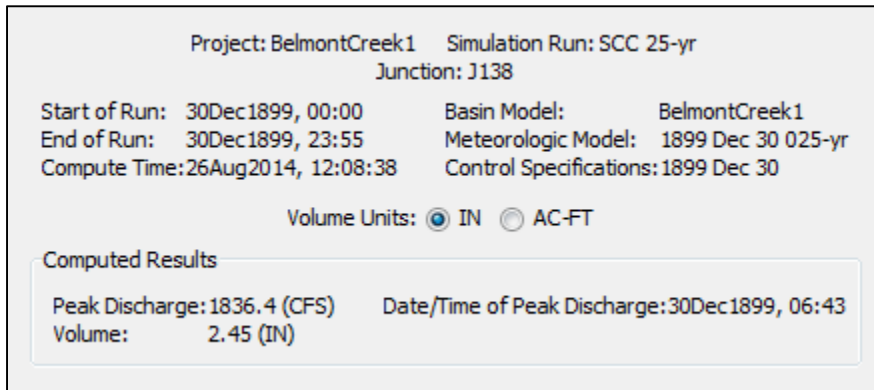 Project: BelmontCreek1 Simulation Run: SCC 25-yr
Junction: J138
Start of Run: 30Dec1899, 00:00 Basin Model: BelmontCreek1
End of Run: 30Dec1899, 23:55 Meteorologic Model: 1899 Dec 30 025-yr
Compute Time:26Aug2014, 12:08:38 Control Specifications:1899 Dec 30
Volume Units: IN AC-FT
Computed Results
Peak Discharge:1836.4 (CFS) Date/Time of Peak Discharge:30Dec1899, 06:43
Volume: 2.45 (IN)